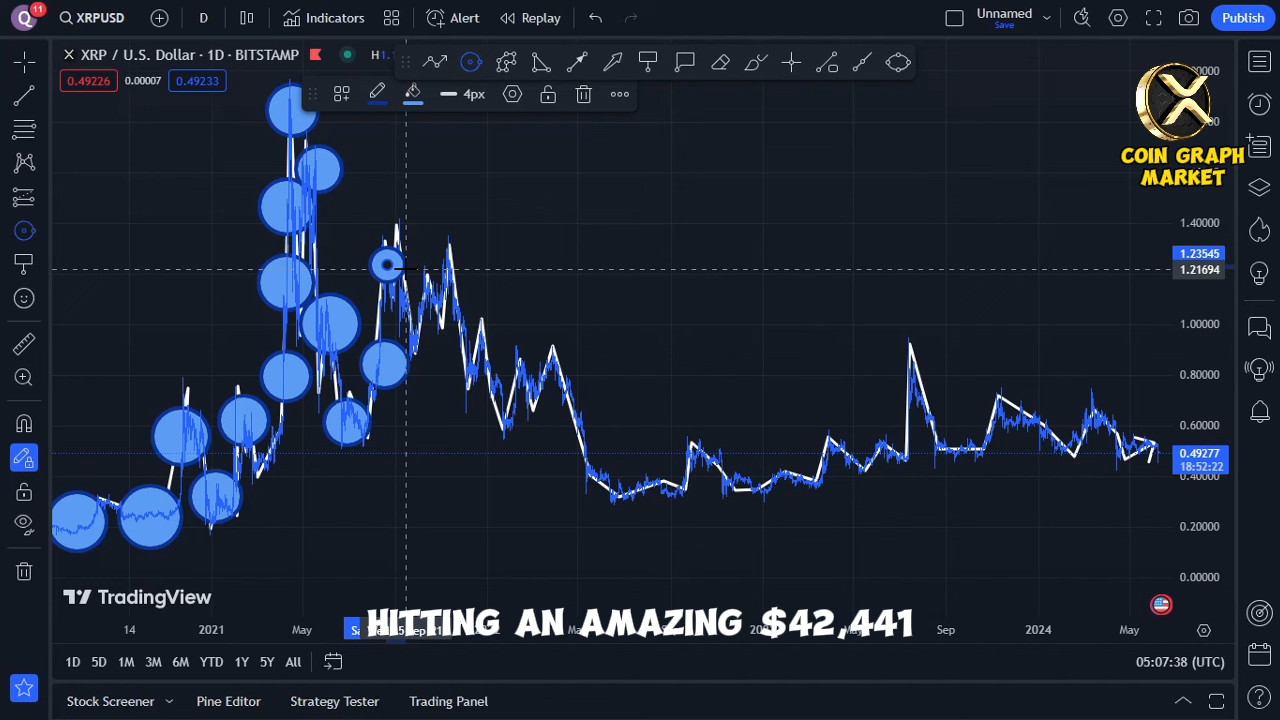 Q 11 XRPUSD D Indicators Alert Replay Unnamed Save Publish
XRP / U.S. Dollar · 1D · BITSTAMP H1.
0.49226 0.00007 0.49233
4px
COIN GRAPH
MARKET
1.40000
1.23545
1.21694
1.00000
0.80000
0.60000
0.49277
18:52:22
0.40000
0.20000
0.00000
TradingView
HITTING AN AMAZING $42,441
14 2021 May Sep 2024 May
1D 5D 1M 3M 6M YTD 1Y 5Y All 05:07:38 (UTC)
Stock Screener Pine Editor Strategy Tester Trading Panel